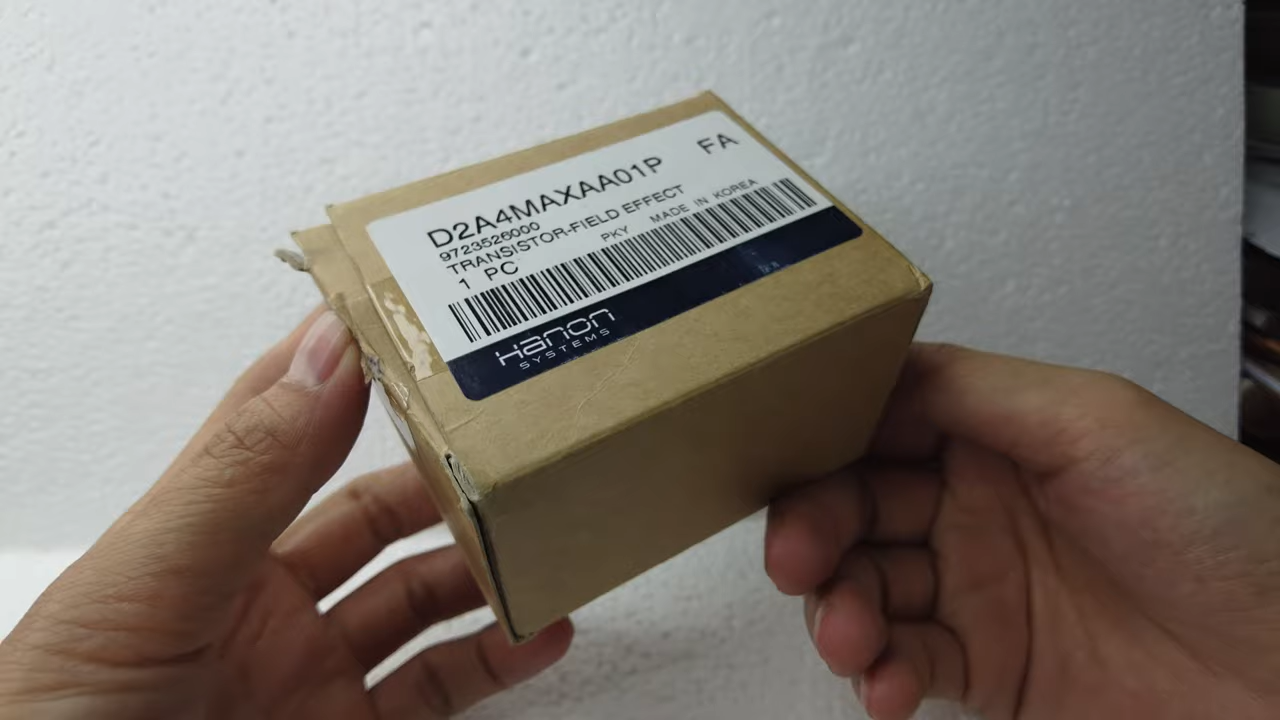 D2A4MAXAA01P FA
9723526000
TRANSISTOR-FIELD EFFECT
1 PC PKY MADE IN KOREA
Hanon
SYSTEMS